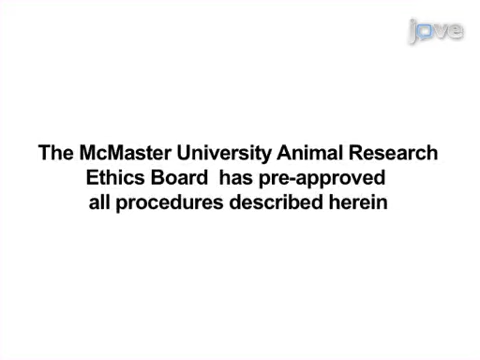 jove
The McMaster University Animal Research
Ethics Board has pre-approved
all procedures described herein